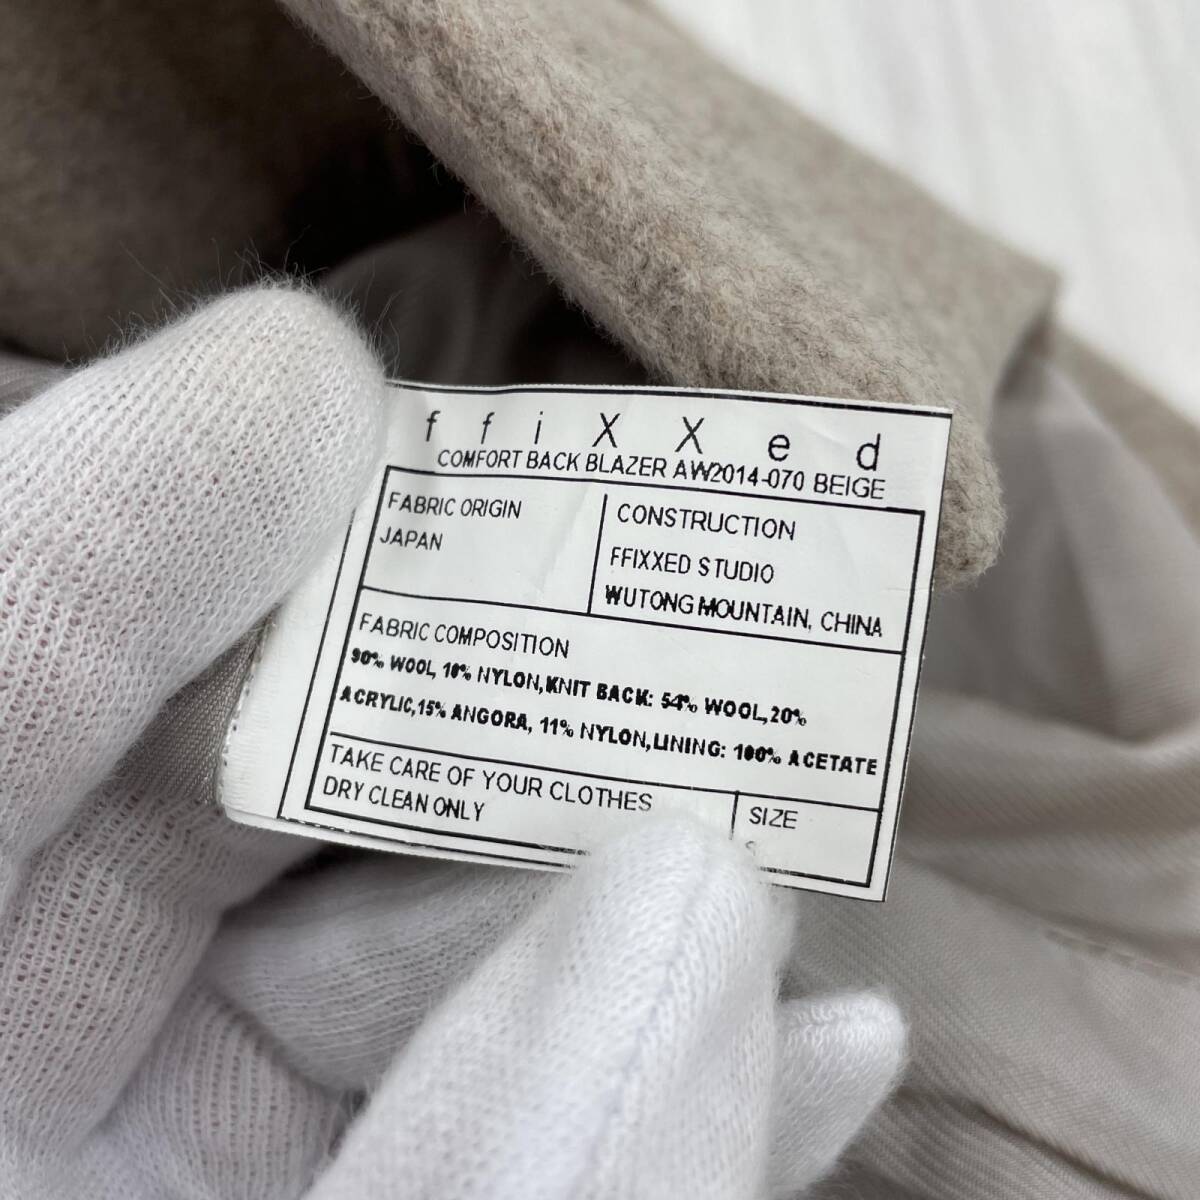 f f i X X e d
COMFORT BACK BLAZER AW2014-070 BEIGE
FABRIC ORIGIN
JAPAN
CONSTRUCTION
FFIXXED STUDIO
WUTONG MOUNTAIN, CHINA
FABRIC COMPOSITION
90% WOOL, 10% NYLON,KNIT BACK: 54% WOOL,20%
ACRYLIC,15% ANGORA, 11% NYLON,LINING: 100% ACETATE
TAKE CARE OF YOUR CLOTHES
DRY CLEAN ONLY
SIZE